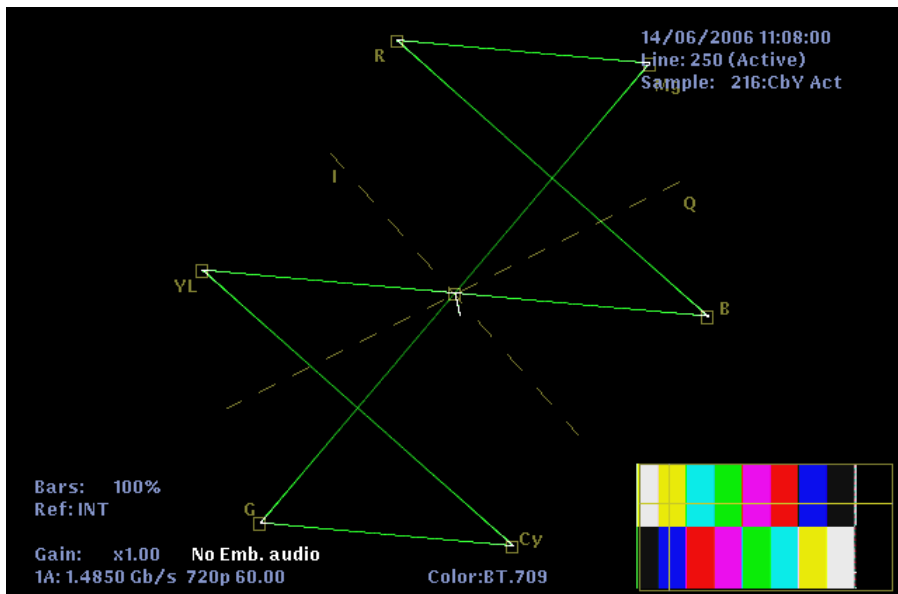 14/06/2006 11:08:00
R
Line: 250 (Active)
Mg
Sample: 216:CbY Act
I
Q
YL
B
Bars: 100%
Ref: INT
G
Cy
Gain: x1.00 No Emb. audio
1A: 1.4850 Gb/s 720p 60.00 Color:BT.709